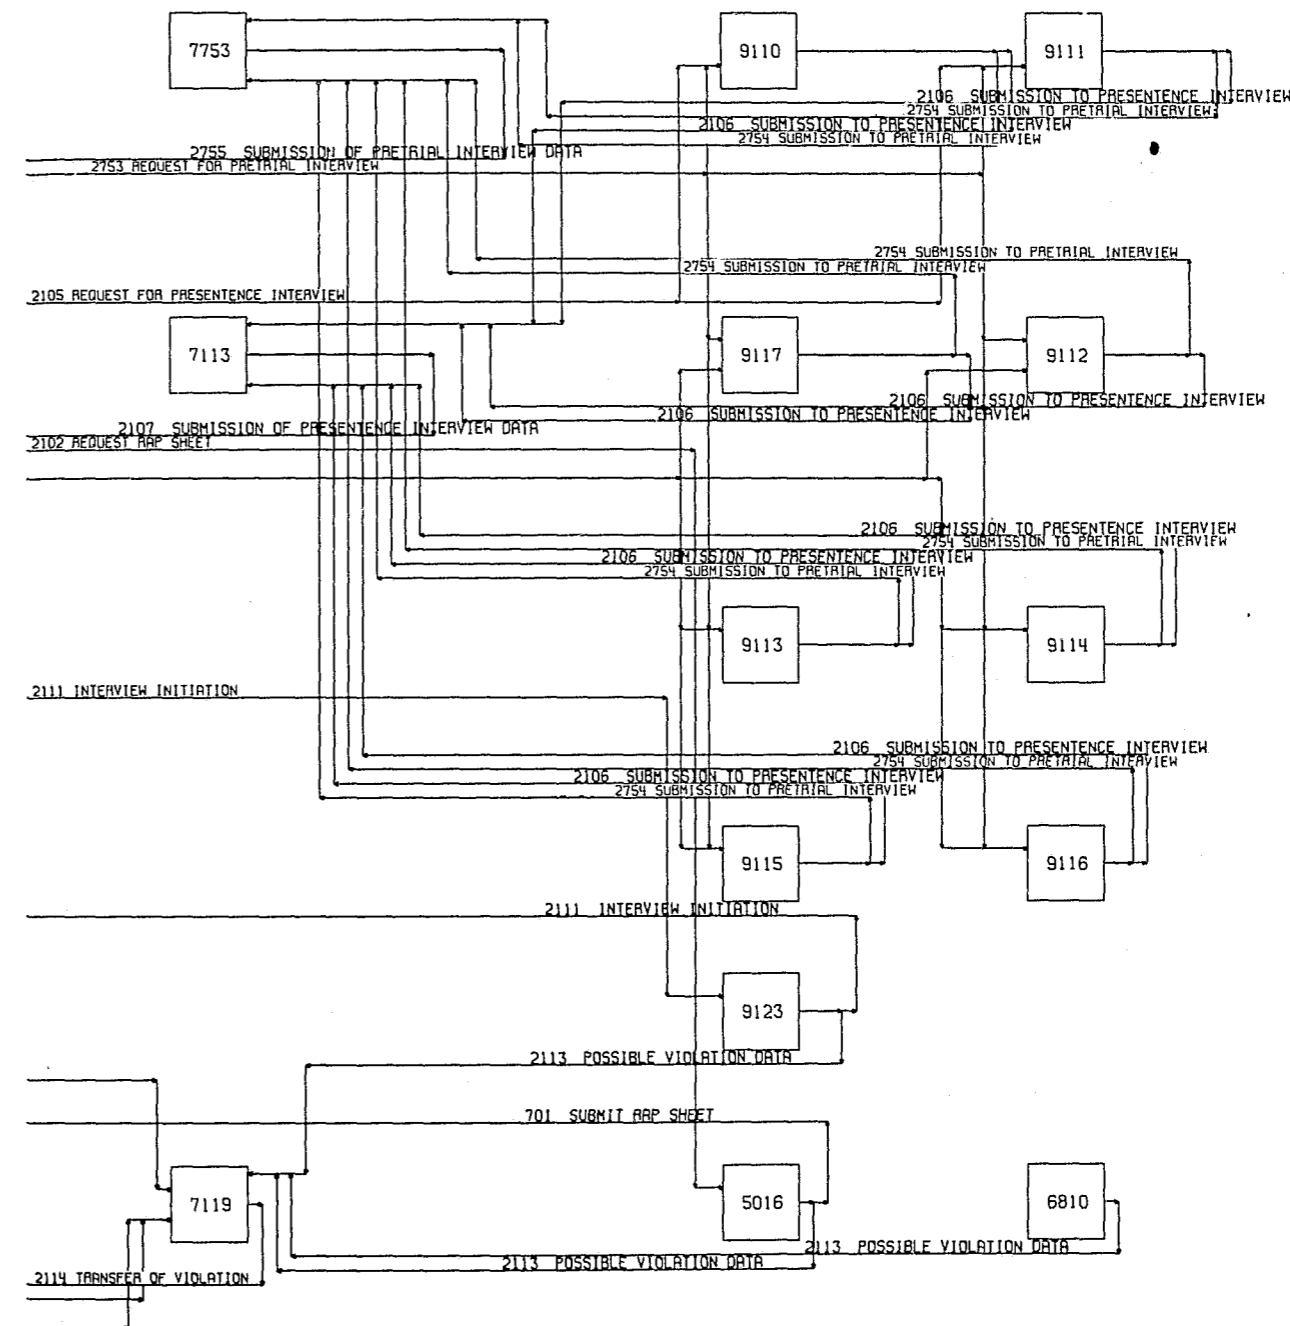 7753
9110
9111
2106 SUBMISSION TO PRESENTENCE INTERVIEW
2754 SUBMISSION TO PRETRIAL INTERVIEW
2106 SUBMISSION TO PRESENTENCE INTERVIEW
2754 SUBMISSION TO PRETRIAL INTERVIEW
2755 SUBMISSION OF PRETRIAL INTERVIEW DATA
2753 REQUEST FOR PRETRIAL INTERVIEW
2754 SUBMISSION TO PRETRIAL INTERVIEW
2754 SUBMISSION TO PRETRIAL INTERVIEW
2105 REQUEST FOR PRESENTENCE INTERVIEW
7113
9117
9112
2106 SUBMISSION TO PRESENTENCE INTERVIEW
2106 SUBMISSION TO PRESENTENCE INTERVIEW
2107 SUBMISSION OF PRESENTENCE INTERVIEW DATA
2102 REQUEST RAP SHEET
2106 SUBMISSION TO PRESENTENCE INTERVIEW
2754 SUBMISSION TO PRETRIAL INTERVIEW
2106 SUBMISSION TO PRESENTENCE INTERVIEW
2754 SUBMISSION TO PRETRIAL INTERVIEW
9113
9114
2111 INTERVIEW INITIATION
2106 SUBMISSION TO PRESENTENCE INTERVIEW
2754 SUBMISSION TO PRETRIAL INTERVIEW
2106 SUBMISSION TO PRESENTENCE INTERVIEW
2754 SUBMISSION TO PRETRIAL INTERVIEW
9115
9116
2111 INTERVIEW INITIATION
9123
2113 POSSIBLE VIOLATION DATA
701 SUBMIT RAP SHEET
7119
5016
6810
2113 POSSIBLE VIOLATION DATA
2113 POSSIBLE VIOLATION DATA
2114 TRANSFER OF VIOLATION